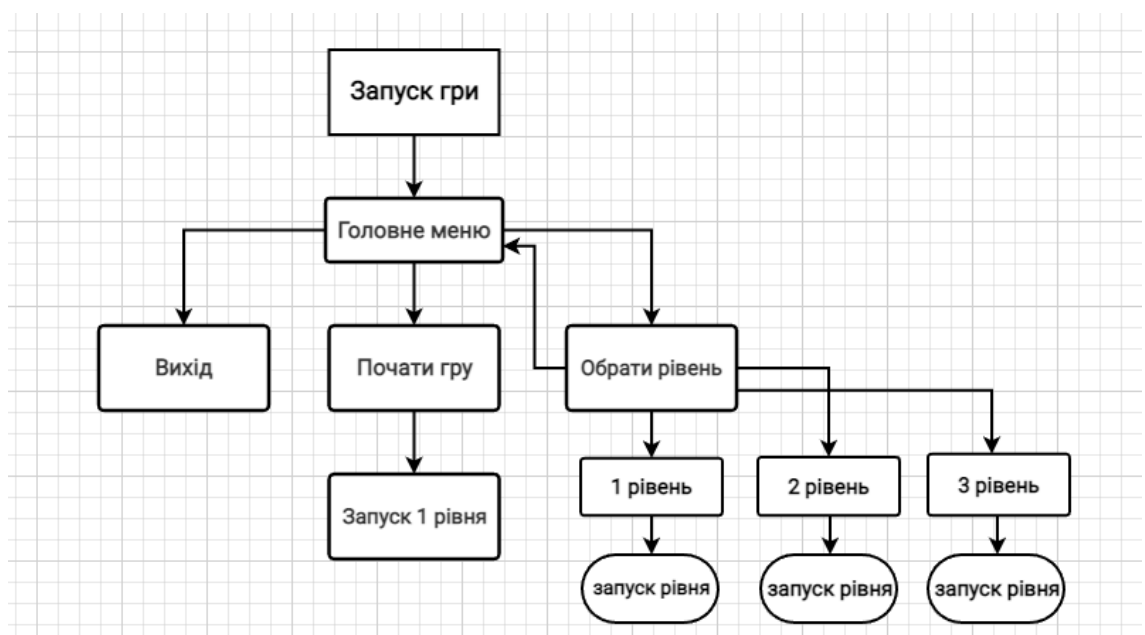 Запуск гри
Головне меню
Вихід
Почати гру
Обрати рівень
1 рівень
2 рівень
3 рівень
Запуск 1 рівня
запуск рівня
запуск рівня
запуск рівня